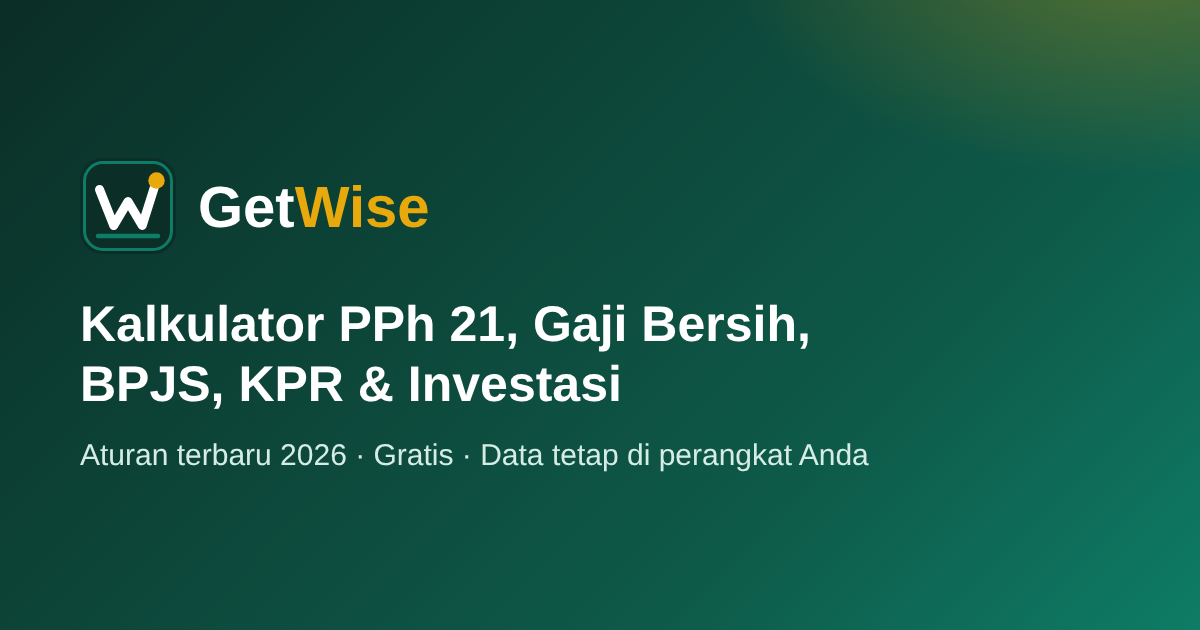 GetWise
Kalkulator PPh 21, Gaji Bersih,
BPJS, KPR & Investasi
Aturan terbaru 2026 · Gratis · Data tetap di perangkat Anda